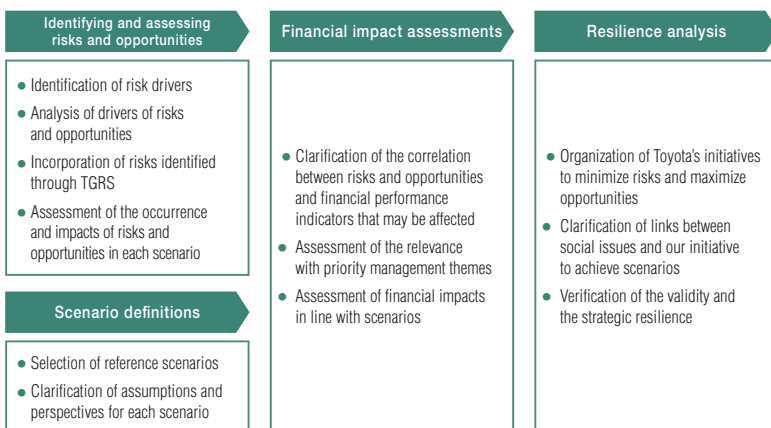 Identifying and assessing
risks and opportunities
● Identification of risk drivers
● Analysis of drivers of risks
and opportunities
● Incorporation of risks identified
through TGRS
● Assessment of the occurrence
and impacts of risks and
opportunities in each scenario
Scenario definitions
● Selection of reference scenarios
● Clarification of assumptions and
perspectives for each scenario
Financial impact assessments
● Clarification of the correlation
between risks and opportunities
and financial performance
indicators that may be affected
● Assessment of the relevance
with priority management themes
● Assessment of financial impacts
in line with scenarios
Resilience analysis
● Organization of Toyota's initiatives
to minimize risks and maximize
opportunities
● Clarification of links between
social issues and our initiative
to achieve scenarios
● Verification of the validity and
the strategic resilience